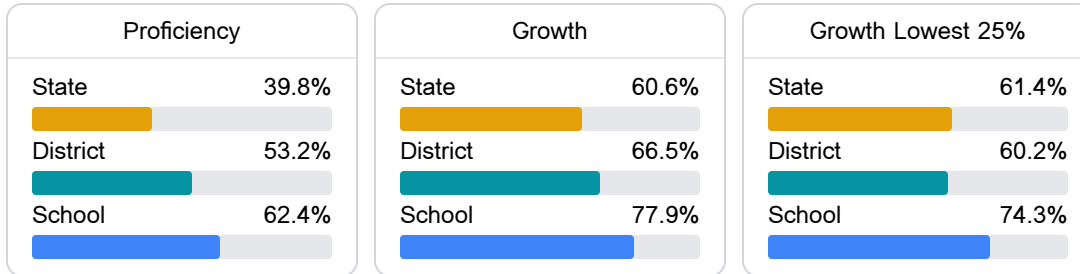 Proficiency
State 39.8%
District 53.2%
School 62.4%
Growth
State 60.6%
District 66.5%
School 77.9%
Growth Lowest 25%
State 61.4%
District 60.2%
School 74.3%